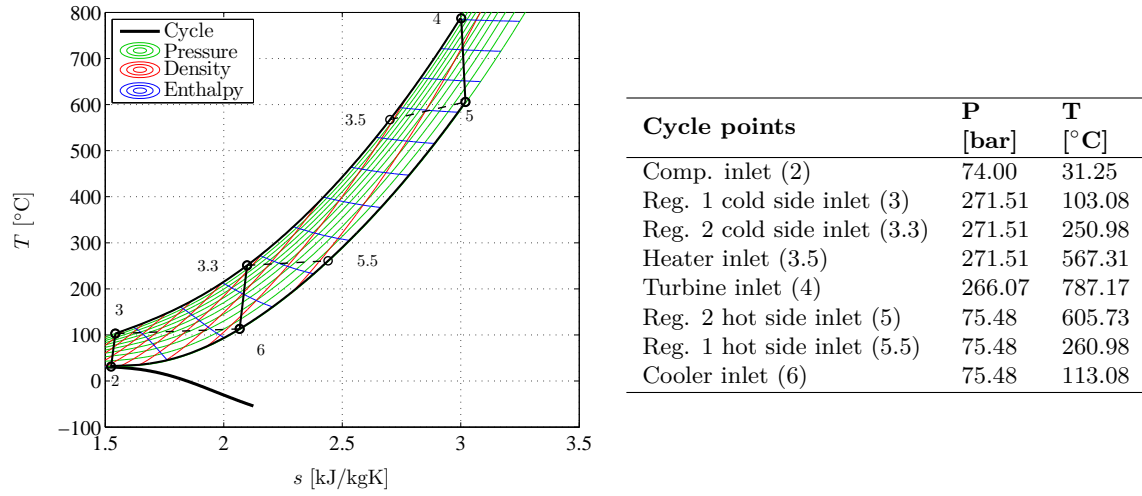 800
700
600
500
400
300
200
100
0
−100
1.5
2
2.5
3
3.5
T [°C]
s [kJ/kgK]
Cycle
Pressure
Density
Enthalpy
4
3.5
5
3.3
5.5
3
6
2
Cycle points P [bar] T [°C]
Comp. inlet (2) 74.00 31.25
Reg. 1 cold side inlet (3) 271.51 103.08
Reg. 2 cold side inlet (3.3) 271.51 250.98
Heater inlet (3.5) 271.51 567.31
Turbine inlet (4) 266.07 787.17
Reg. 2 hot side inlet (5) 75.48 605.73
Reg. 1 hot side inlet (5.5) 75.48 260.98
Cooler inlet (6) 75.48 113.08